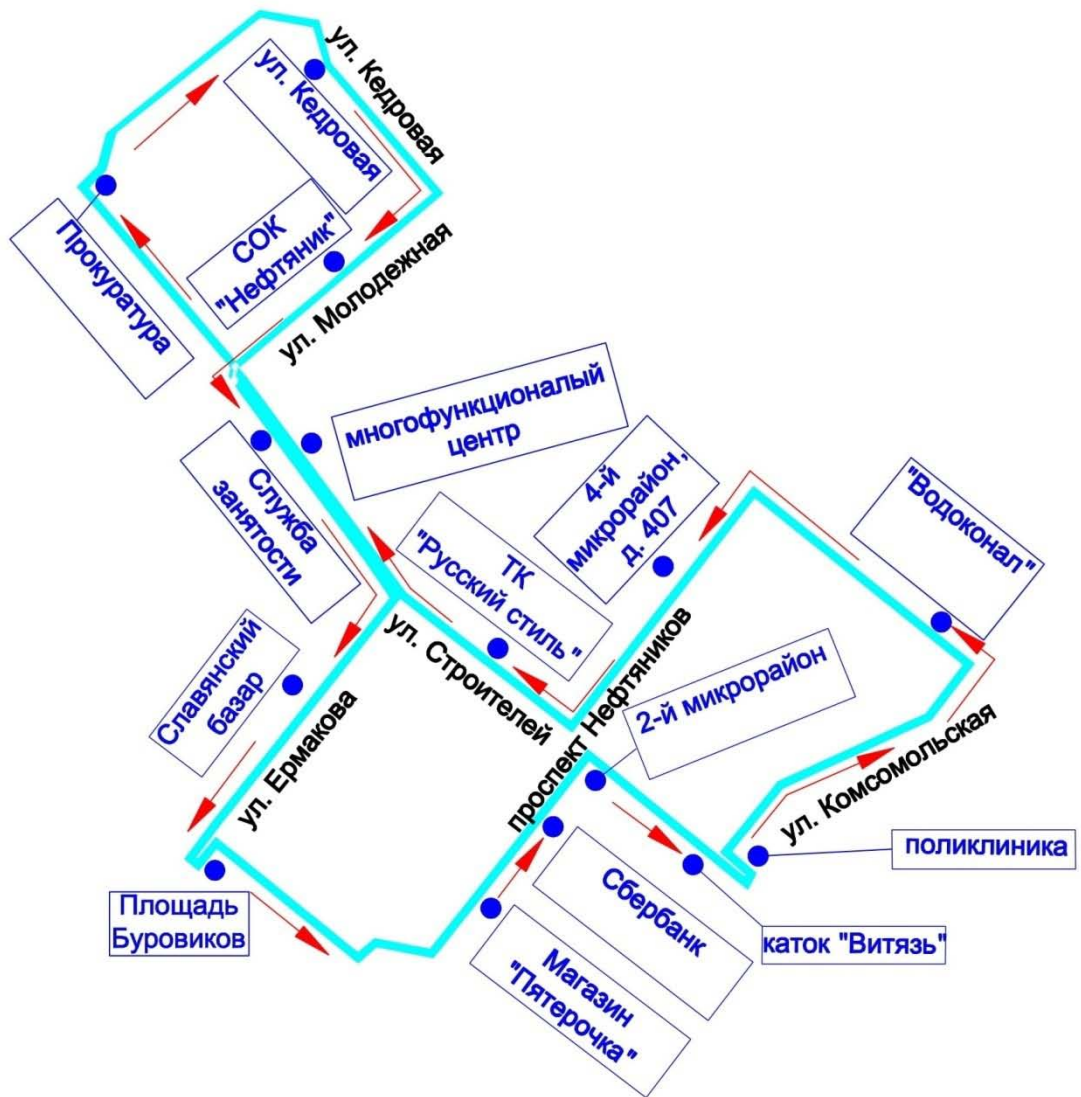 ул. Кедровая
ул. Кедровая
СОК
"Нефтяник"
Прокуратура
ул. Молодежная
многофункционалый
центр
Служба
занятости
4-й
микрорайон,
д. 407
"Водоконал"
ТК
"Русский стиль"
ул. Строителей
Славянский
базар
ул. Ермакова
проспект Нефтяников
2-й микрорайон
ул. Комсомольская
поликлиника
Площадь
Буровиков
Сбербанк
каток "Витязь"
Магазин
"Пятерочка"